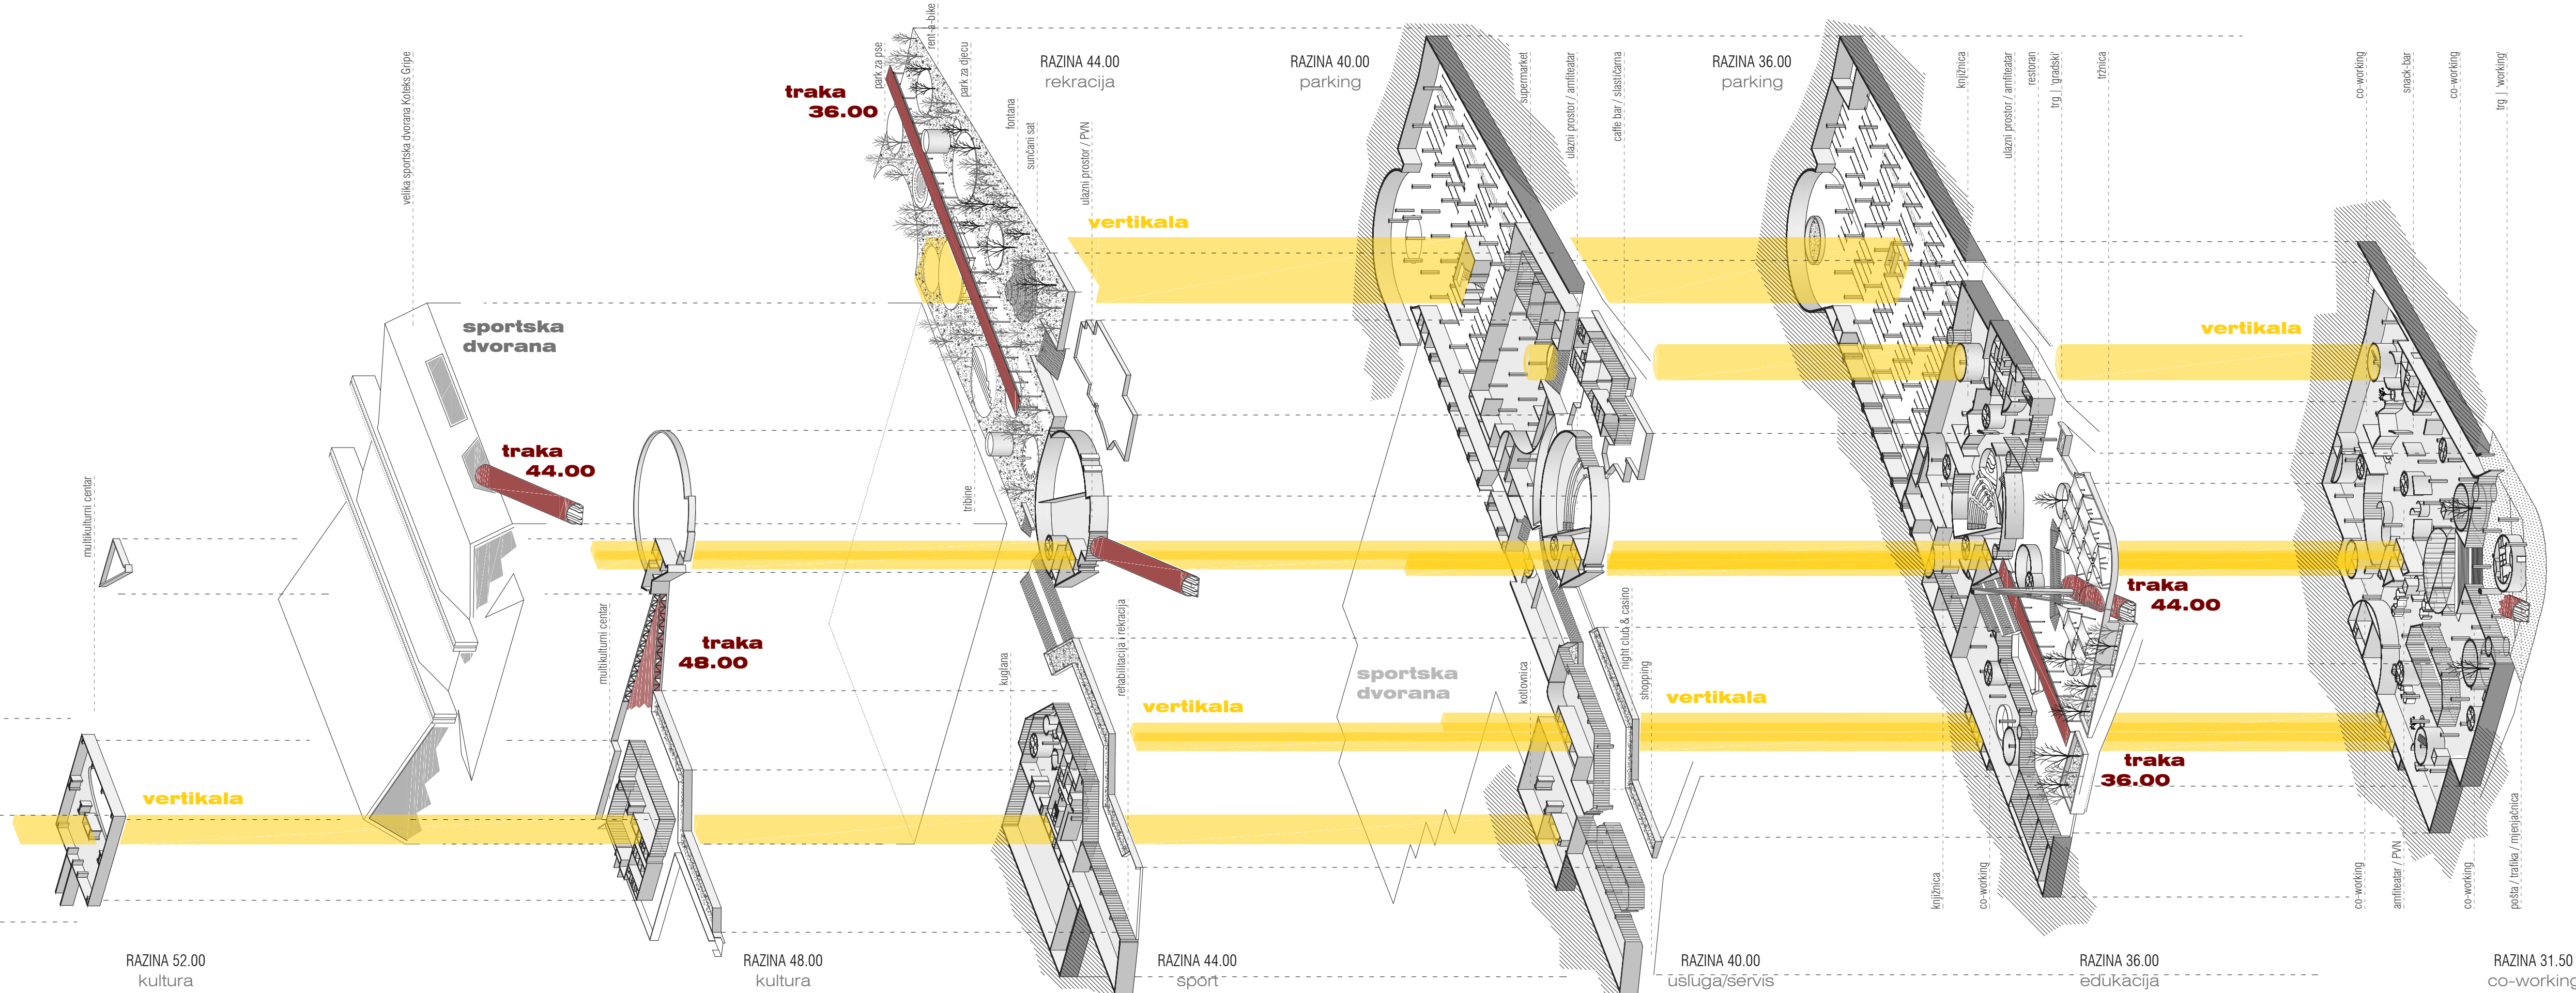 multikulturni centar
velika sportska dvorana Koteks Gripe
sportska
dvorana
traka
44.00
multikulturni centar
traka
48.00
vertikala
RAZINA 52.00
kultura
RAZINA 48.00
kultura
traka
36.00
park za pse
rent-a-bike
park za djecu
fontana
sunčani sat
ulazni prostor / PVN
RAZINA 44.00
rekracija
vertikala
tribine
kuglana
rehabilitacija i rekracija
vertikala
RAZINA 44.00
sport
RAZINA 40.00
parking
supermarket
ulazni prostor / amfiteatar
caffe bar / slastičarna
sportska
dvorana
kotlovnica
night club & casino
shopping
vertikala
RAZINA 40.00
usluga/servis
RAZINA 36.00
parking
knjižnica
ulazni prostor / amfiteatar
restoran
trg | 'gradski'
tržnica
traka
44.00
traka
36.00
knjižnica
co-working
RAZINA 36.00
edukacija
vertikala
co-working
snack-bar
co-working
trg | 'working'
co-working
amfiteatar / PVN
co-working
pošta / trafika / mjenjačnica
RAZINA 31.50
co-working